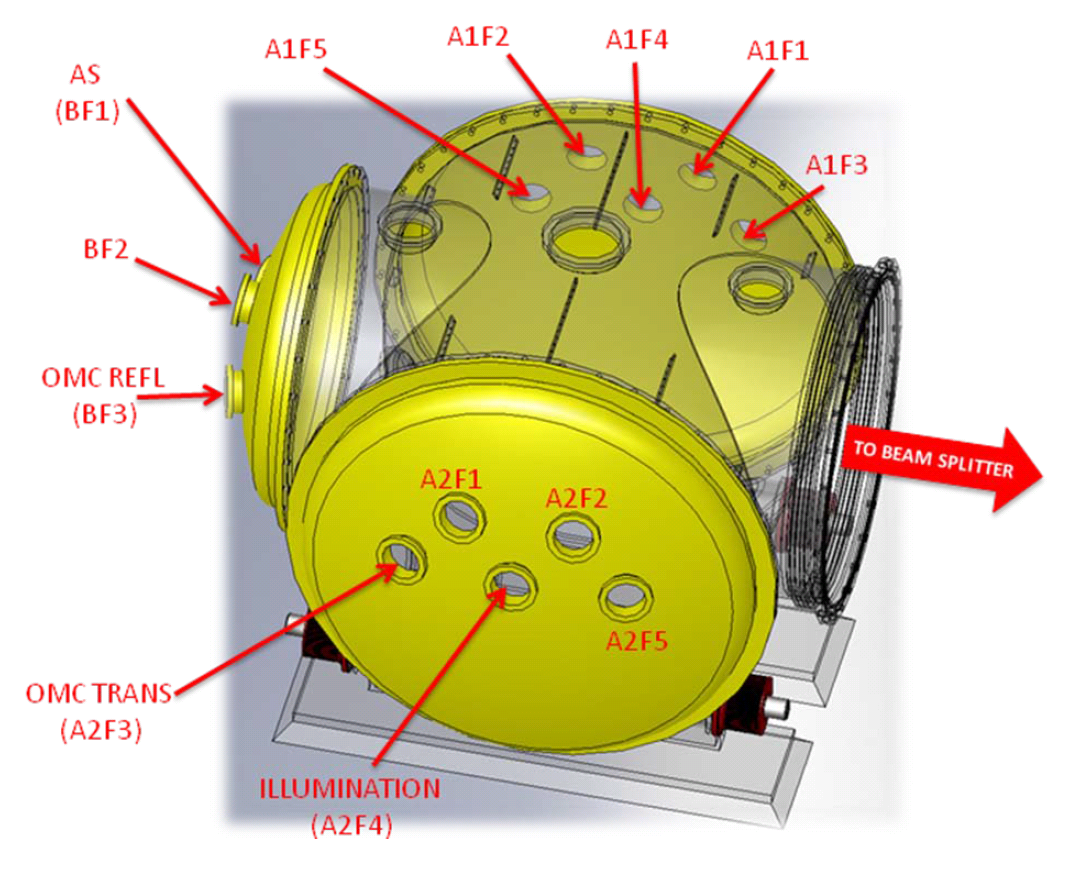 A1F5
A1F2
A1F4
A1F1
AS
(BF1)
A1F3
BF2
OMC REFL
(BF3)
TO BEAM SPLITTER
A2F1
A2F2
A2F5
OMC TRANS
(A2F3)
ILLUMINATION
(A2F4)